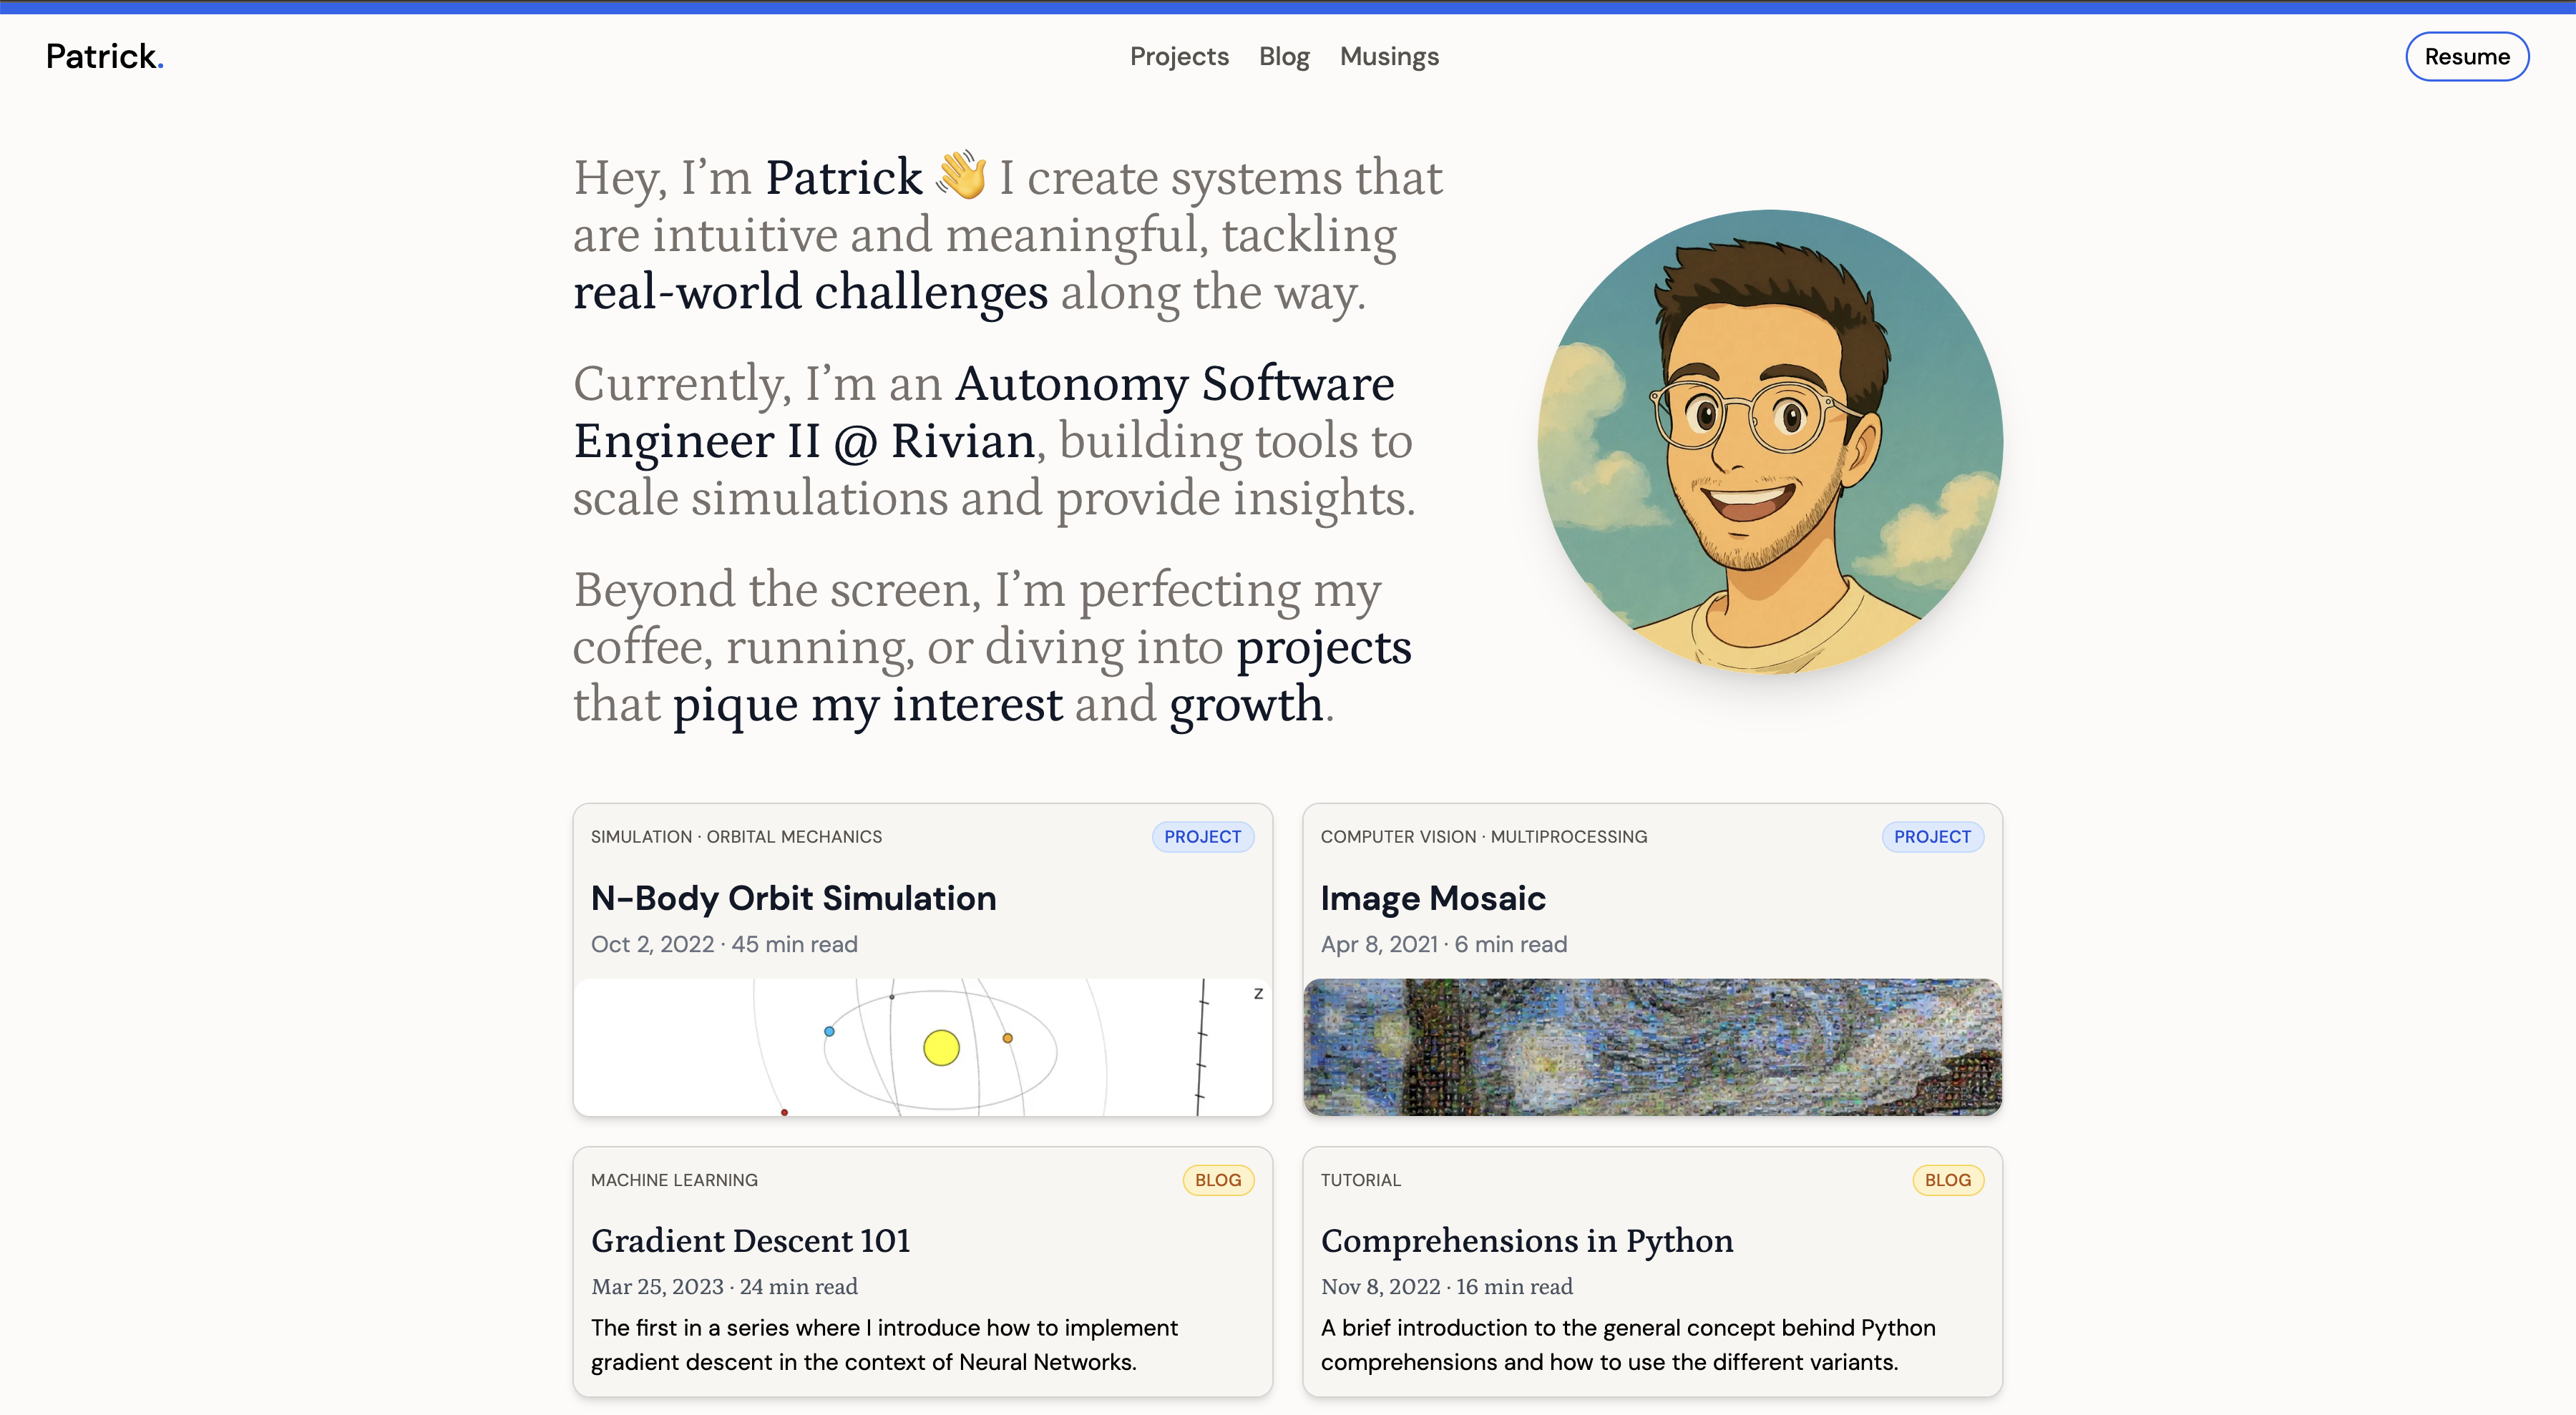 Patrick.
Projects Blog Musings
Resume
Hey, I’m Patrick 👋 I create systems that
are intuitive and meaningful, tackling
real-world challenges along the way.
Currently, I’m an Autonomy Software
Engineer II @ Rivian, building tools to
scale simulations and provide insights.
Beyond the screen, I’m perfecting my
coffee, running, or diving into projects
that pique my interest and growth.
SIMULATION · ORBITAL MECHANICS
PROJECT
N-Body Orbit Simulation
Oct 2, 2022 · 45 min read
z
COMPUTER VISION · MULTIPROCESSING
PROJECT
Image Mosaic
Apr 8, 2021 · 6 min read
MACHINE LEARNING
BLOG
Gradient Descent 101
Mar 25, 2023 · 24 min read
The first in a series where I introduce how to implement
gradient descent in the context of Neural Networks.
TUTORIAL
BLOG
Comprehensions in Python
Nov 8, 2022 · 16 min read
A brief introduction to the general concept behind Python
comprehensions and how to use the different variants.